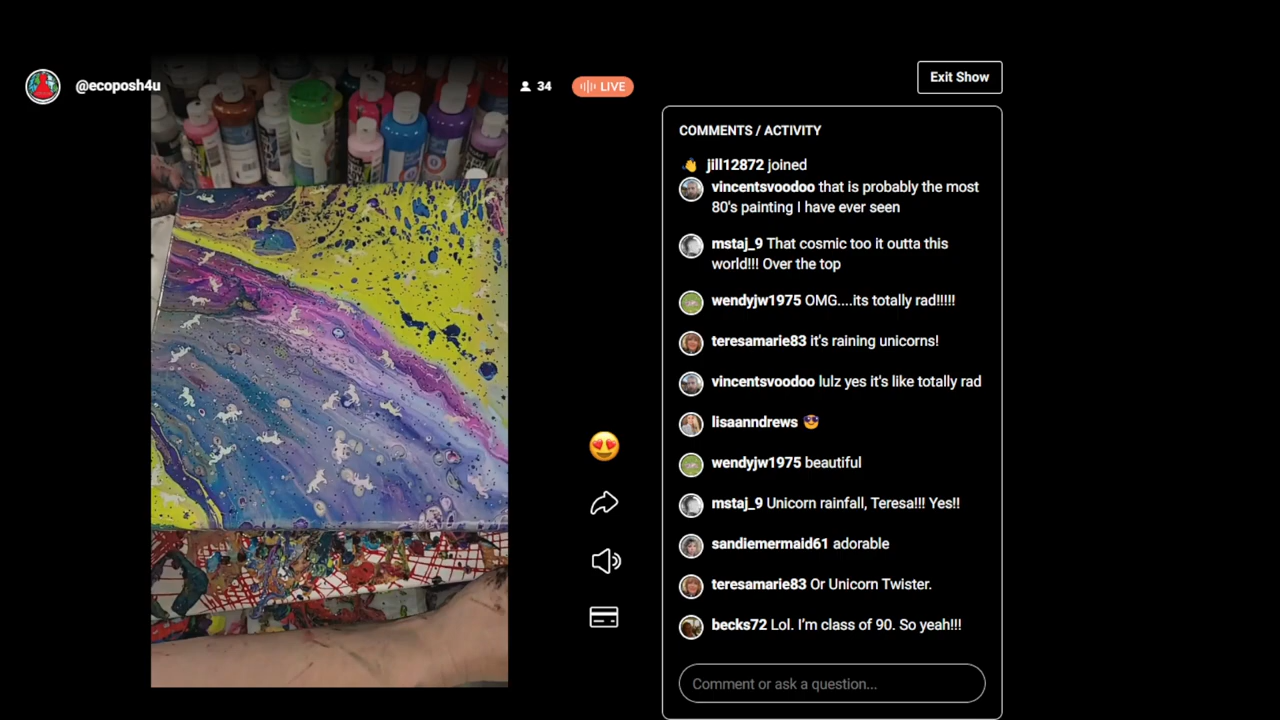 @ecoposh4u
34
LIVE
Exit Show
COMMENTS / ACTIVITY
jill12872 joined
vincentsvoodoo that is probably the most
80's painting I have ever seen
mstaj_9 That cosmic too it outta this
world!!! Over the top
wendyjw1975 OMG....its totally rad!!!!!
teresamarie83 it's raining unicorns!
vincentsvoodoo lulz yes it's like totally rad
lisaanndrews 😎
wendyjw1975 beautiful
mstaj_9 Unicorn rainfall, Teresa!!! Yes!!
sandiemermaid61 adorable
teresamarie83 Or Unicorn Twister.
becks72 Lol. I'm class of 90. So yeah!!!
Comment or ask a question...